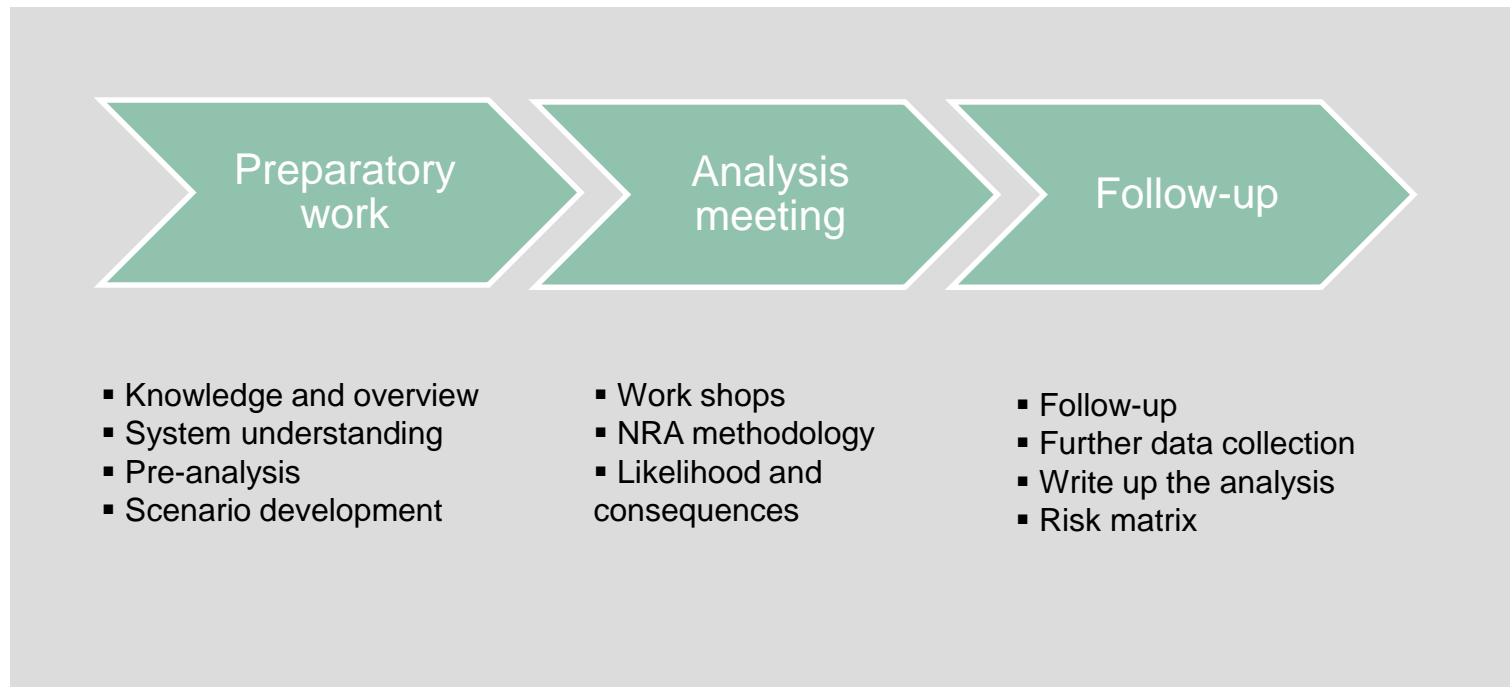 Preparatory
work
Analysis
meeting
Follow-up
▪ Knowledge and overview
▪ System understanding
▪ Pre-analysis
▪ Scenario development
▪ Work shops
▪ NRA methodology
▪ Likelihood and
consequences
▪ Follow-up
▪ Further data collection
▪ Write up the analysis
▪ Risk matrix